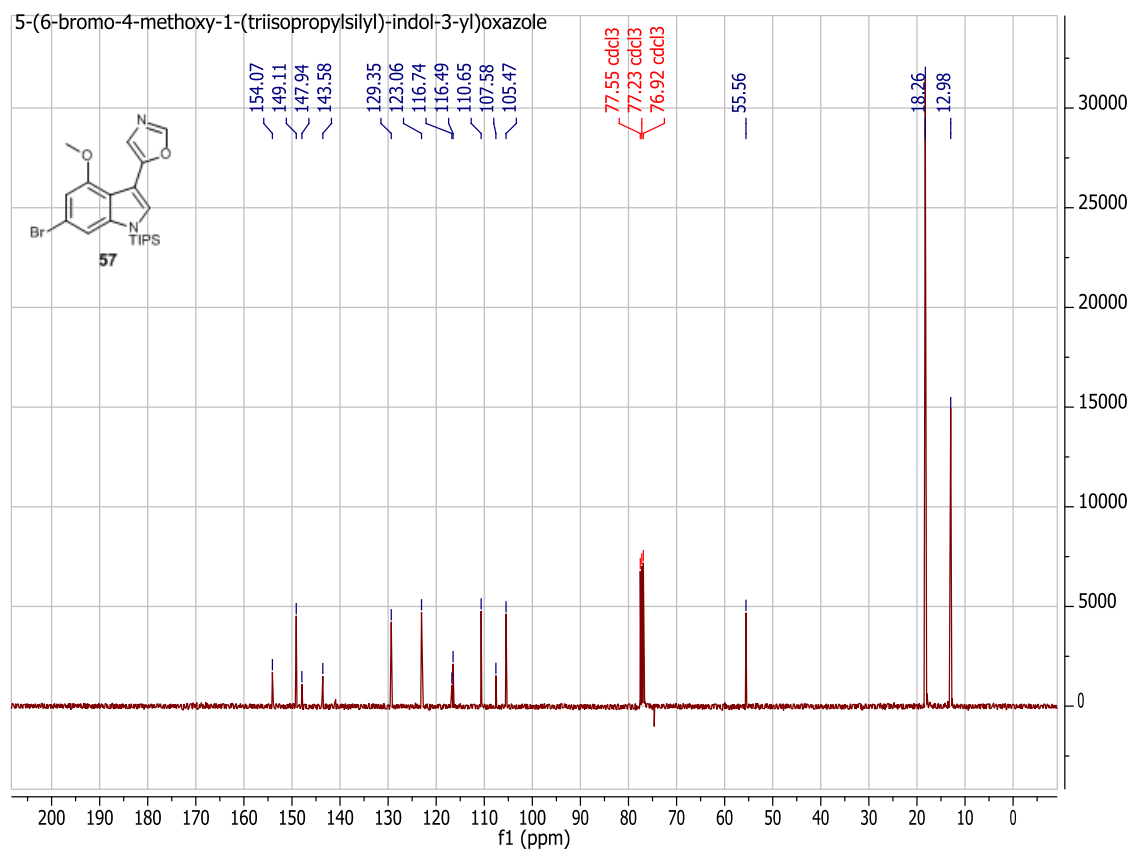 5-(6-bromo-4-methoxy-1-(triisopropylsilyl)-indol-3-yl)oxazole
154.07
149.11
147.94
143.58
129.35
123.06
116.74
116.49
110.65
107.58
105.47
77.55 cdcl3
77.23 cdcl3
76.92 cdcl3
55.56
18.26
12.98
N
O
O
Br
N
TIPS
57
30000
25000
20000
15000
10000
5000
0
200 190 180 170 160 150 140 130 120 110 100 90 80 70 60 50 40 30 20 10 0
f1 (ppm)